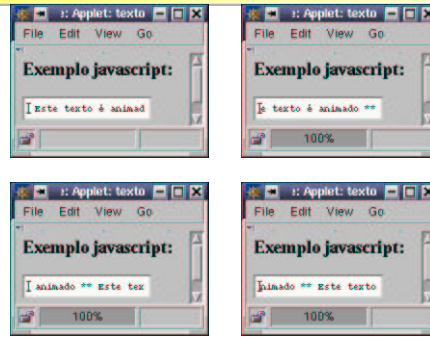 : Applet: texto
: Applet: texto
File Edit View Go
File Edit View Go
Exemplo javascript:
Exemplo javascript:
Este texto é animad
e texto é animado **
100%
: Applet: texto
: Applet: texto
File Edit View Go
File Edit View Go
Exemplo javascript:
Exemplo javascript:
animado ** Este tex
nimado ** Este texto
100%
100%